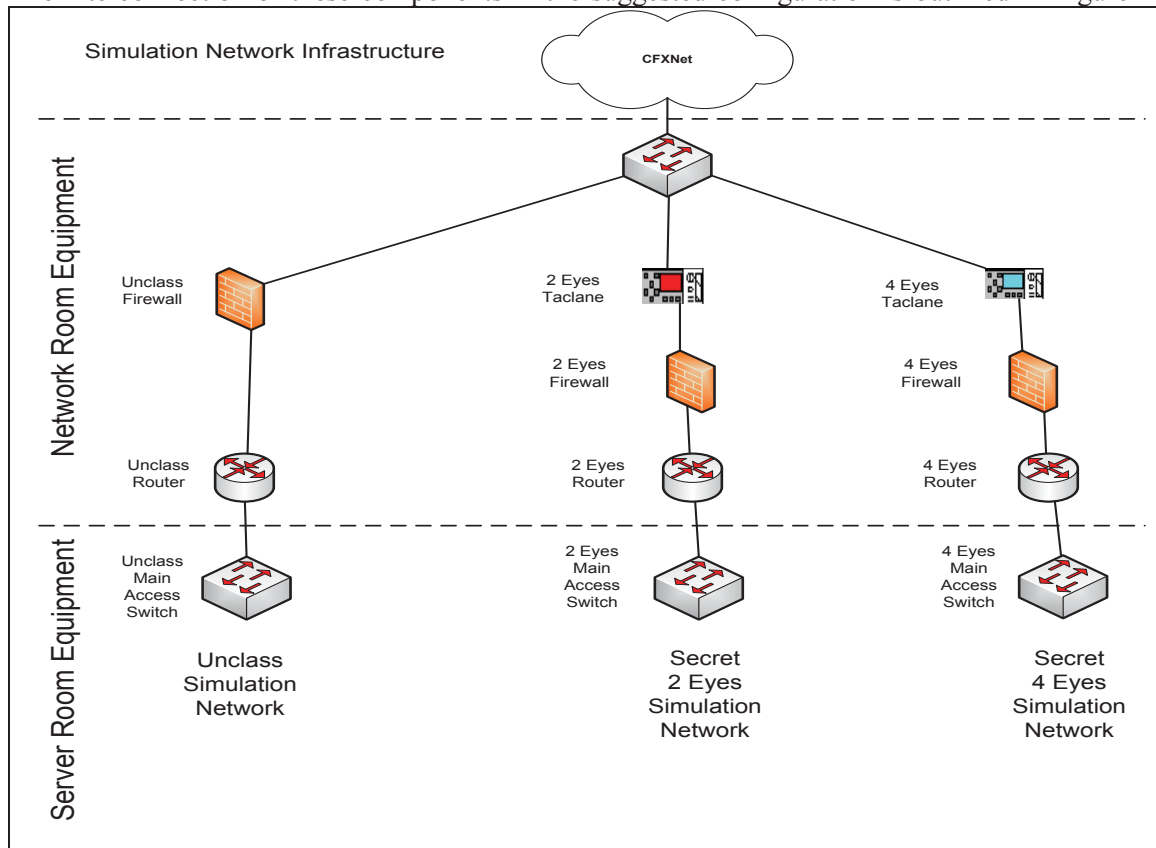 Simulation Network Infrastructure
CFXNet
Network Room Equipment
Unclass
Firewall
2 Eyes
Taclane
4 Eyes
Taclane
2 Eyes
Firewall
4 Eyes
Firewall
Unclass
Router
2 Eyes
Router
4 Eyes
Router
Server Room Equipment
Unclass
Main
Access
Switch
2 Eyes
Main
Access
Switch
4 Eyes
Main
Access
Switch
Unclass
Simulation
Network
Secret
2 Eyes
Simulation
Network
Secret
4 Eyes
Simulation
Network